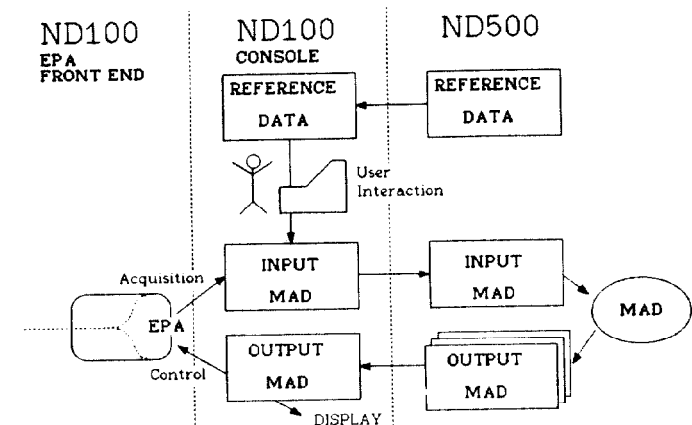 ND100
EPA
FRONT END
ND100
CONSOLE
ND500
REFERENCE
DATA
REFERENCE
DATA
User
Interaction
INPUT
MAD
INPUT
MAD
MAD
Acquisition
EPA
Control
OUTPUT
MAD
OUTPUT
MAD
DISPLAY